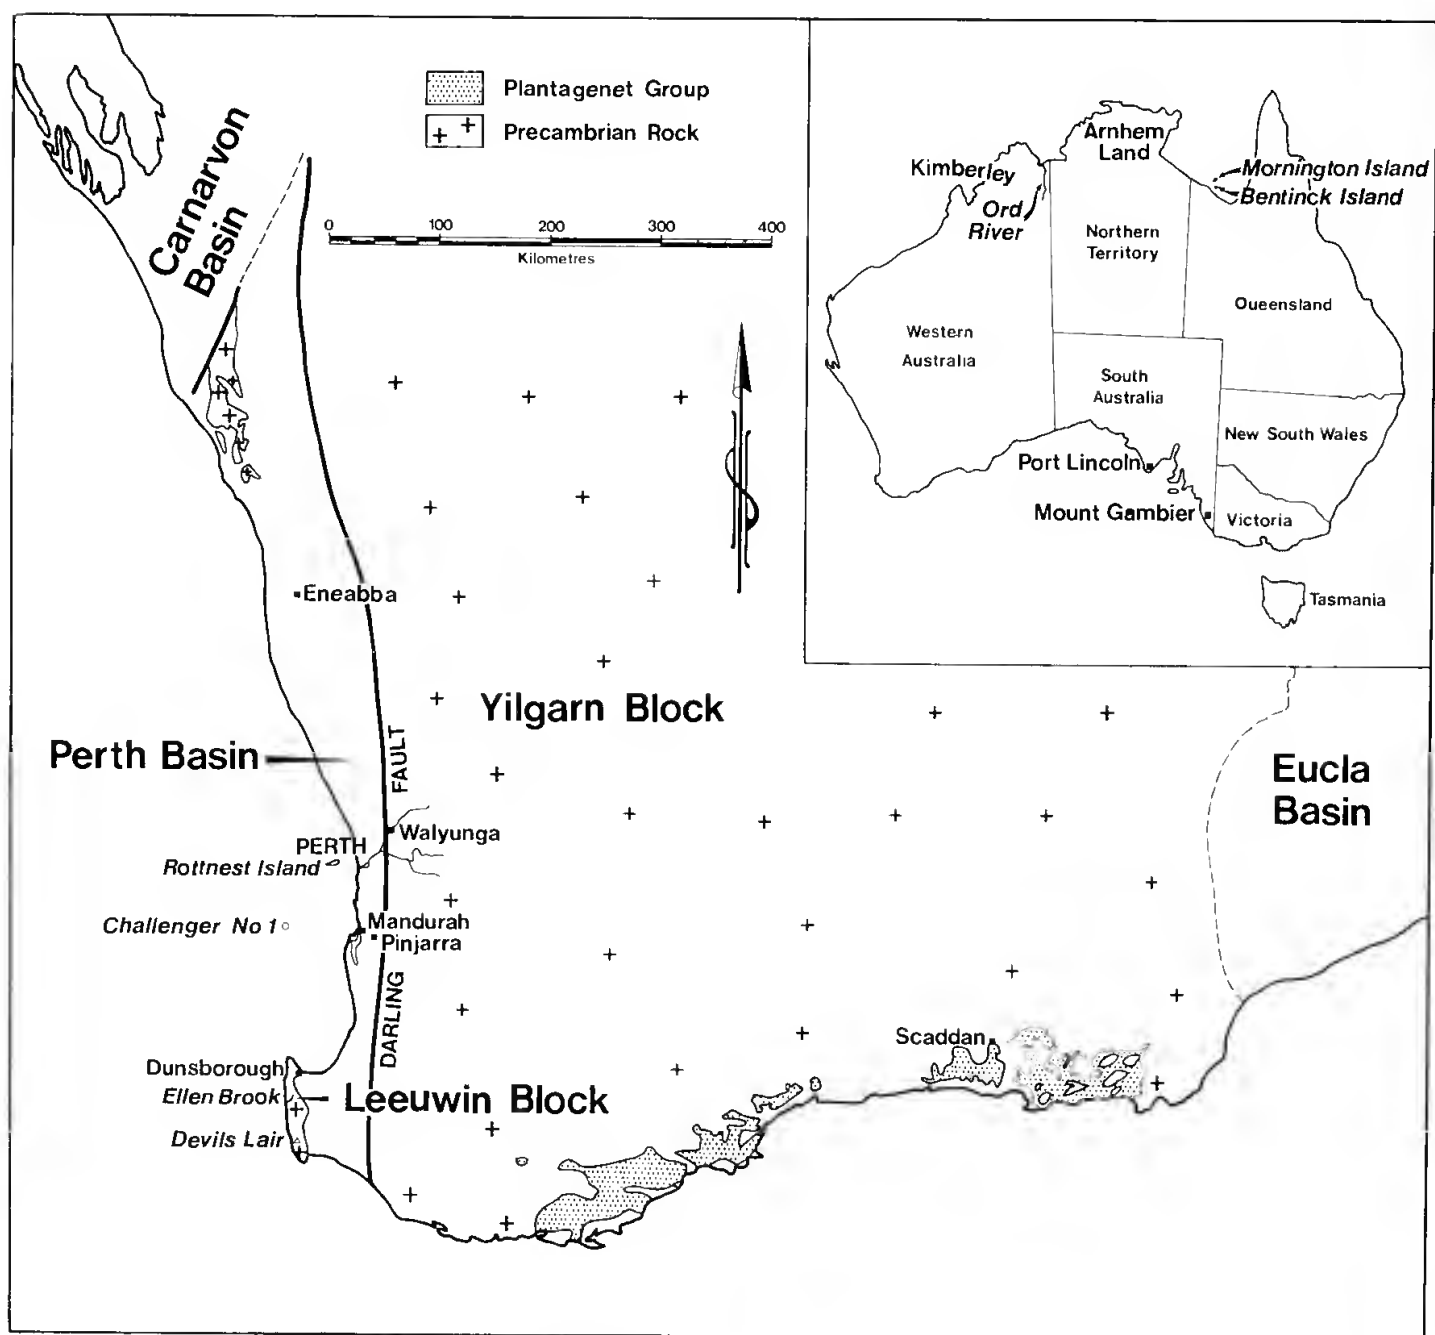 Plantagenet Group
Precambrian Rock
Carnarvon
Basin
0 100 200 300 400
Kilometres
Eneabba
Yilgarn Block
Perth Basin
FAULT
Walyunga
PERTH
Rottnest Island
Challenger No 1
Mandurah
Pinjarra
DARLING
Dunsborough
Ellen Brook
Leeuwin Block
Devils Lair
Scaddan
Eucla
Basin
Arnhem
Land
Kimberley
Mornington Island
Bentinck Island
Ord
River
Northern
Territory
Queensland
Western
Australia
South
Australia
New South Wales
Port Lincoln
Mount Gambier
Victoria
Tasmania